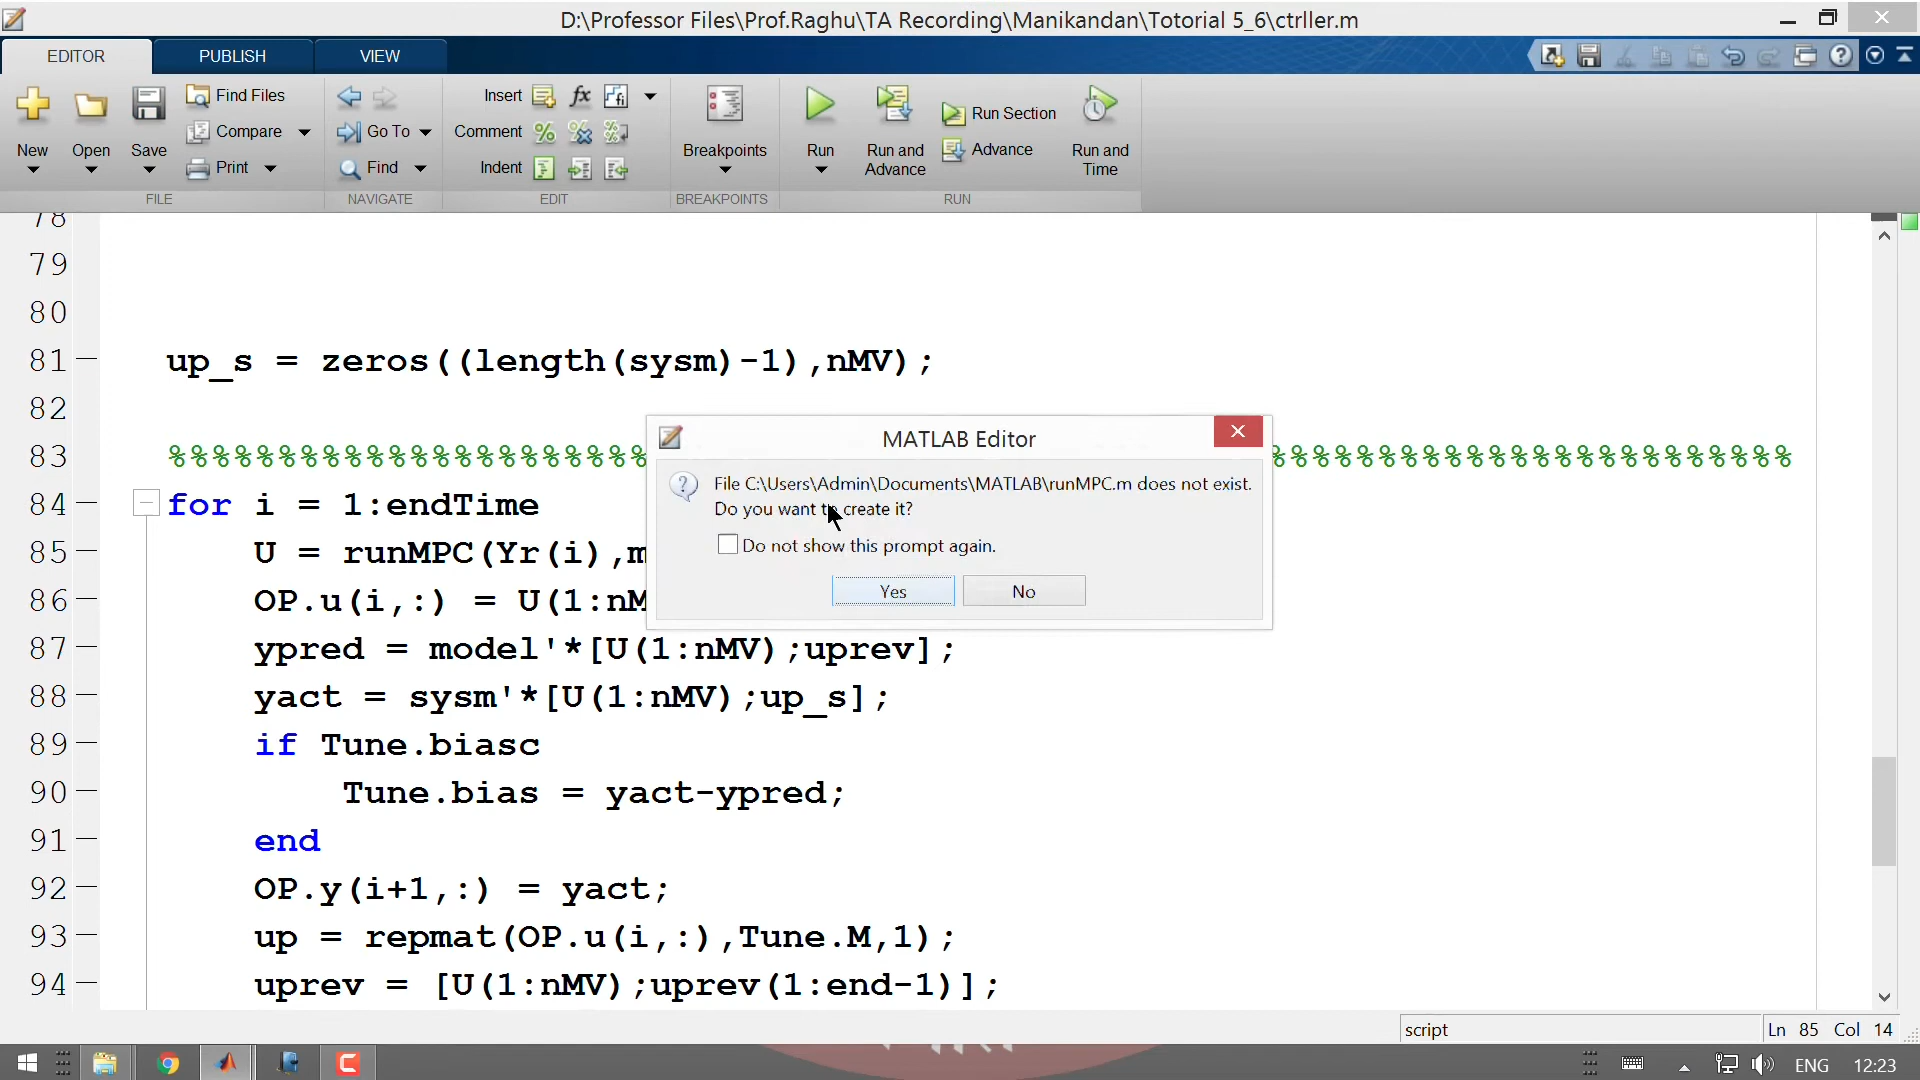 D:\Professor Files\Prof.Raghu\TA Recording\Manikandan\Totorial 5_6\ctrller.m
EDITOR PUBLISH VIEW
New Open Save Find Files Compare Print
Go To Find
Insert Comment Indent
Breakpoints
Run Run and Advance Run Section Advance Run and Time
FILE NAVIGATE EDIT BREAKPOINTS RUN
78
79
80
81 up_s = zeros((length(sysm)-1),nMV);
82
83 %%%%%%%%%%%%%%%%%%%%%% %%%%%%%%%%%%%%%%%%%%%%%%
84 for i = 1:endTime
85 U = runMPC(Yr(i),m
86 OP.u(i,:) = U(1:nM
87 ypred = model'*[U(1:nMV);uprev];
88 yact = sysm'*[U(1:nMV);up_s];
89 if Tune.biasc
90 Tune.bias = yact-ypred;
91 end
92 OP.y(i+1,:) = yact;
93 up = repmat(OP.u(i,:),Tune.M,1);
94 uprev = [U(1:nMV);uprev(1:end-1)];
MATLAB Editor
File C:\Users\Admin\Documents\MATLAB\runMPC.m does not exist.
Do you want to create it?
Do not show this prompt again.
Yes No
script Ln 85 Col 14
ENG 12:23